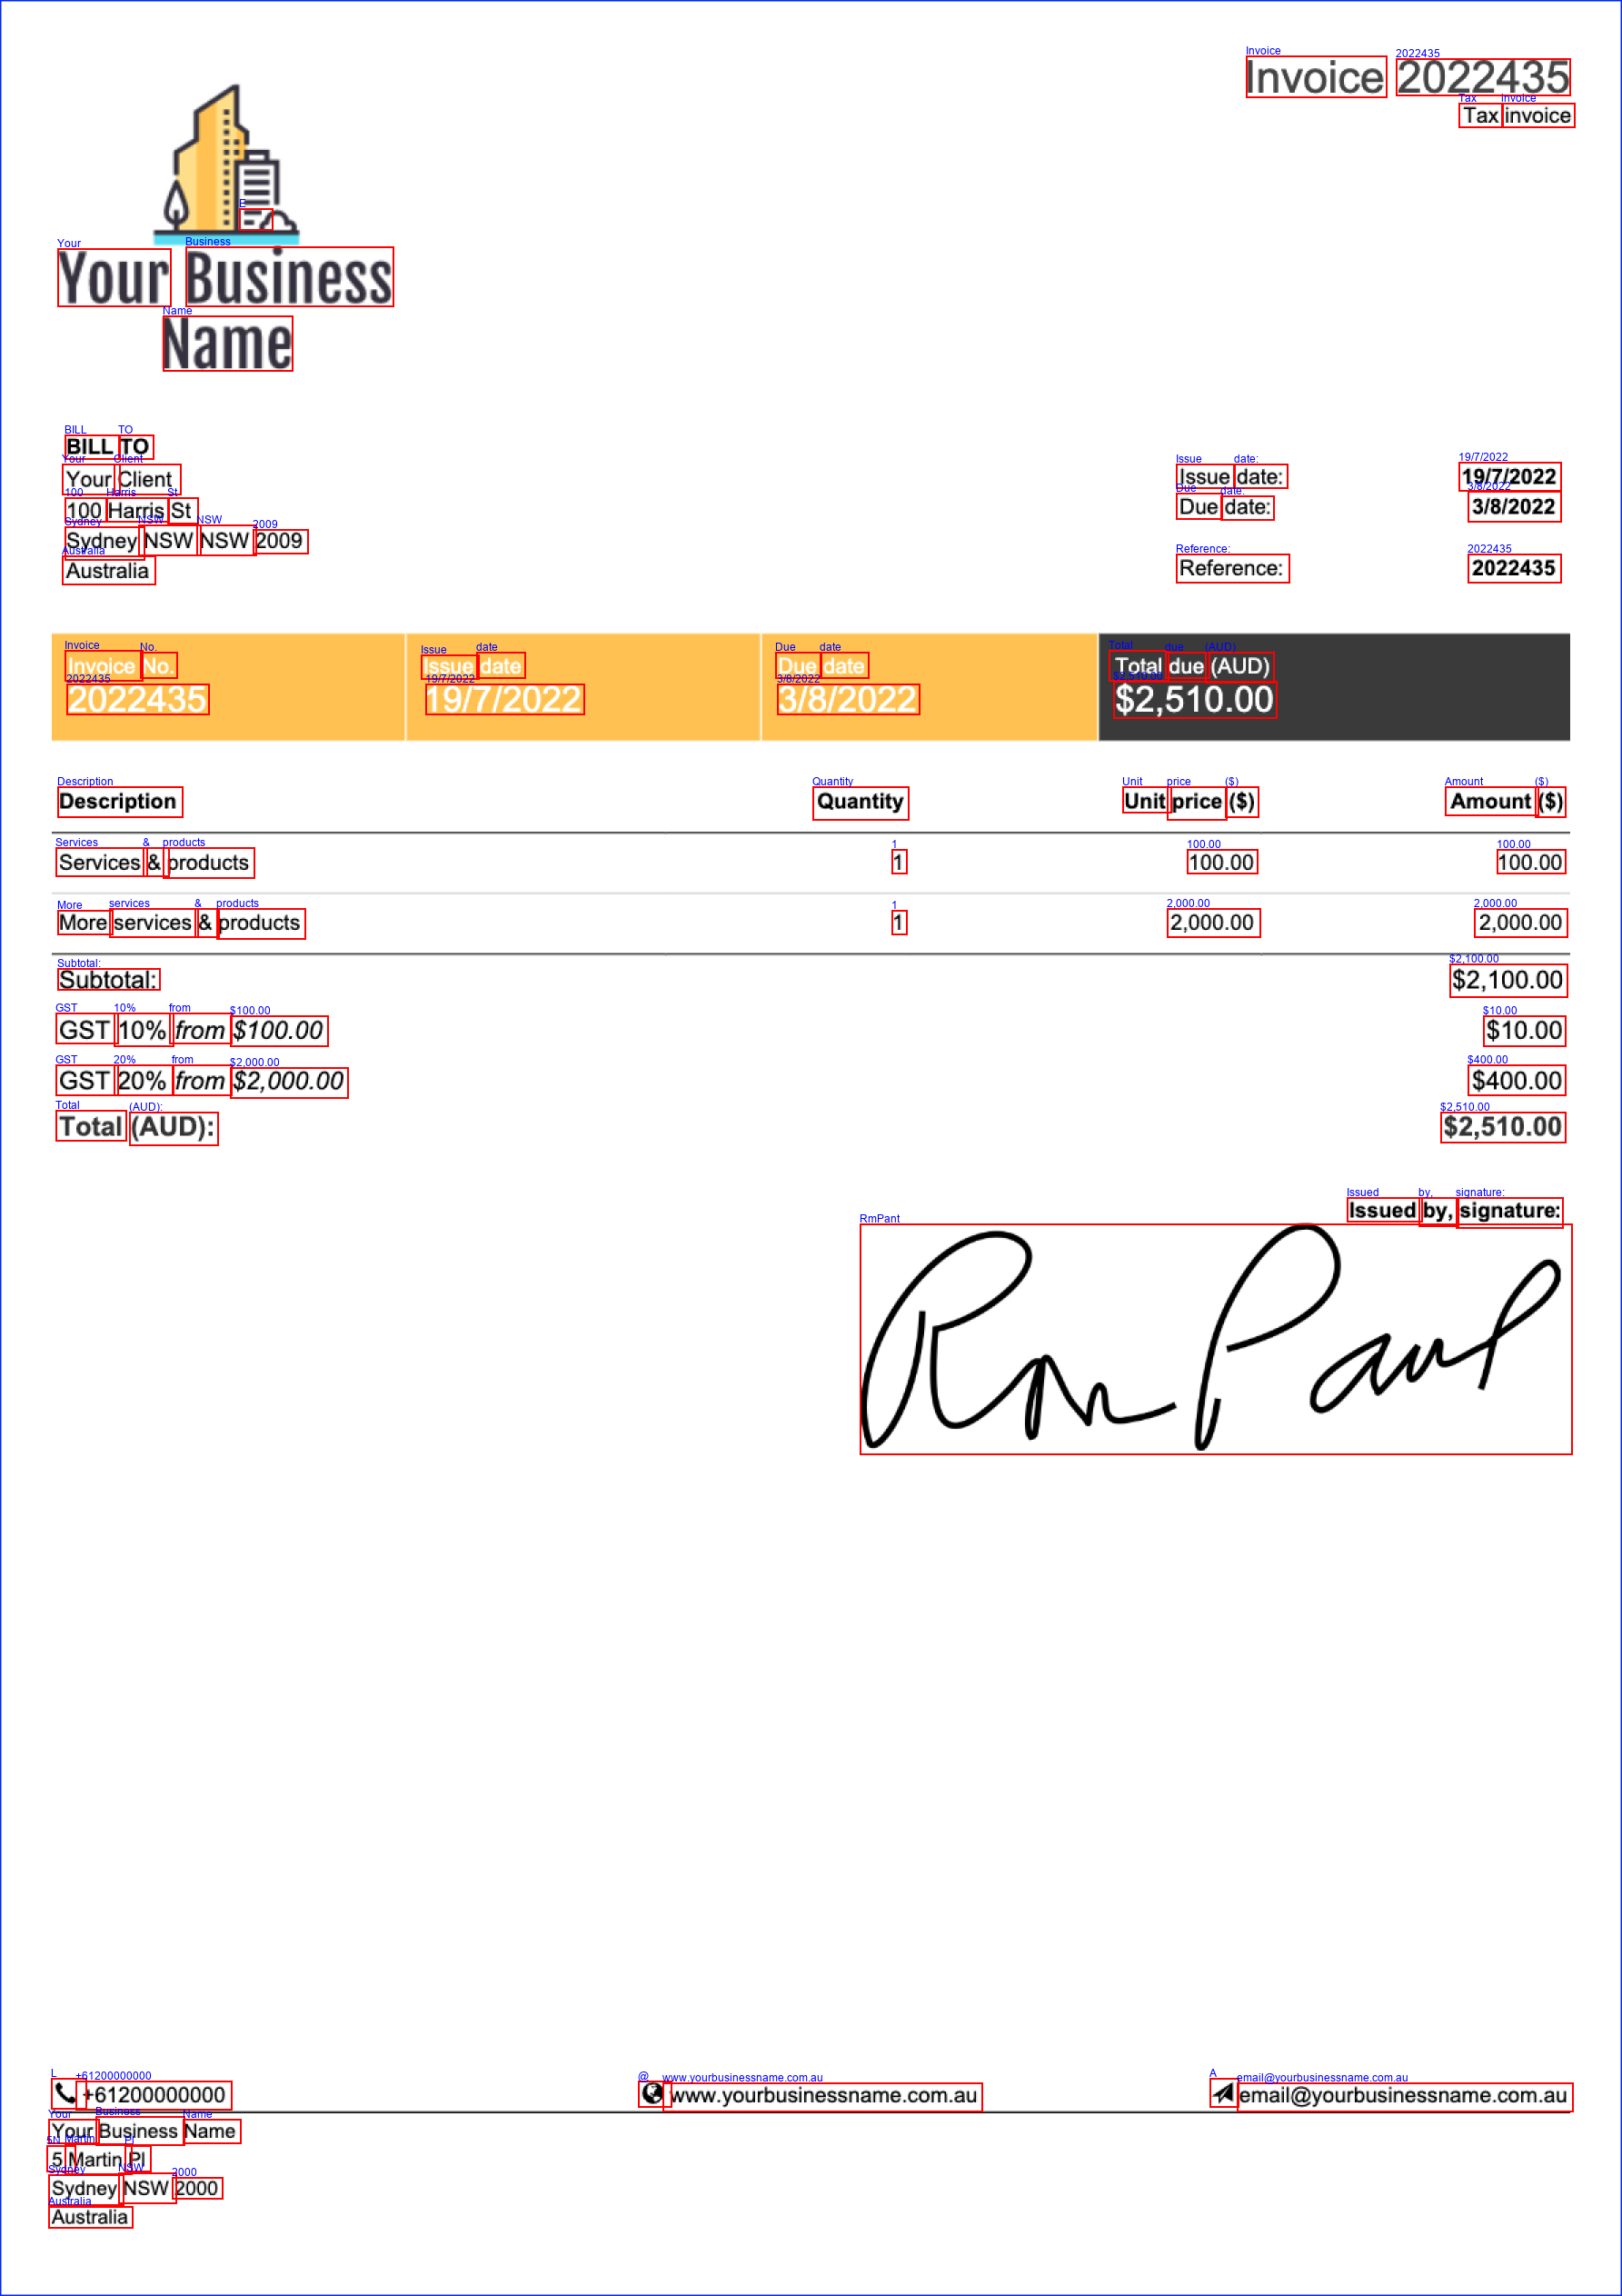 Invoice 2022435
Tax invoice
Your Business
Name
BILL TO
Your Client
100 Harris St
Sydney NSW NSW 2009
Australia
Issue date: 19/7/2022
Due date: 3/8/2022
Reference: 2022435
Invoice No. Issue date Due date Total due (AUD)
2022435 19/7/2022 3/8/2022 $2,510.00
Description Quantity Unit price ($) Amount ($)
Services & products 1 100.00 100.00
More services & products 1 2,000.00 2,000.00
Subtotal: $2,100.00
GST 10% from $100.00 $10.00
GST 20% from $2,000.00 $400.00
Total (AUD): $2,510.00
Issued by, signature:
+61200000000 www.yourbusinessname.com.au email@yourbusinessname.com.au
Your Business Name
5 Martin Pl
Sydney NSW 2000
Australia